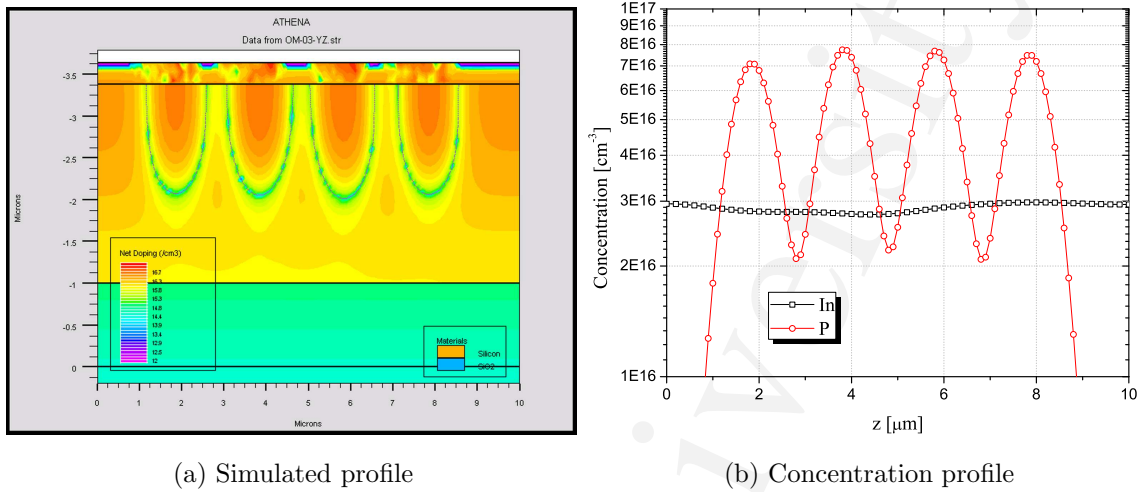 ATHENA
Data from OM-03-YZ.str
-3.5
-3
-2.5
-2
-1.5
-1
-0.5
0
Microns
0 1 2 3 4 5 6 7 8 9 10
Microns
Net Doping (/cm3)
16.7
16.3
15.8
15.3
14.8
14.4
13.9
13.4
12.9
12.5
12
Materials
Silicon
SiO2
(a) Simulated profile
1E17
9E16
8E16
7E16
6E16
5E16
4E16
3E16
2E16
1E16
Concentration [cm-3]
In
P
0 2 4 6 8 10
z [μm]
(b) Concentration profile